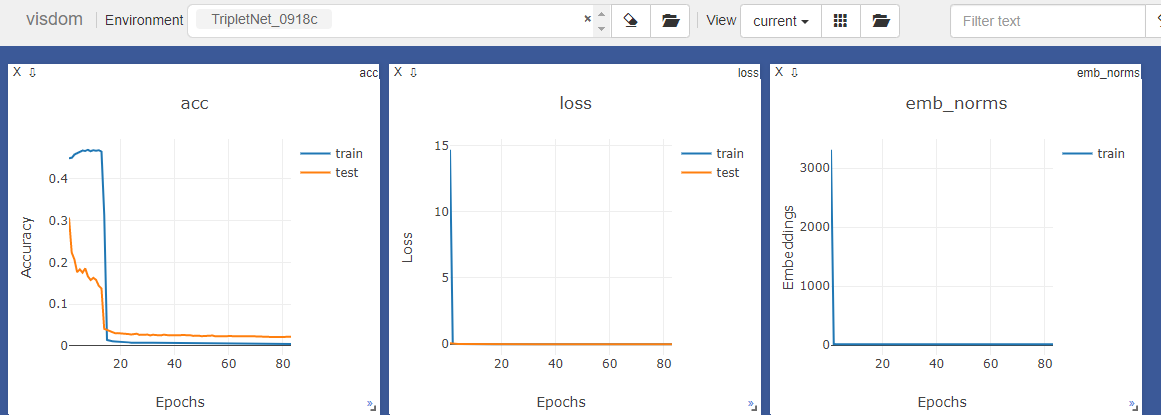 visdom Environment TripletNet_0918c × View current Filter text
X ⇩ acc
acc
Accuracy
0.4
0.3
0.2
0.1
0
20 40 60 80
Epochs
train
test
»
X ⇩ loss
loss
Loss
15
10
5
0
20 40 60 80
Epochs
train
test
»
X ⇩ emb_norms
emb_norms
Embeddings
3000
2000
1000
0
20 40 60 80
Epochs
train
»